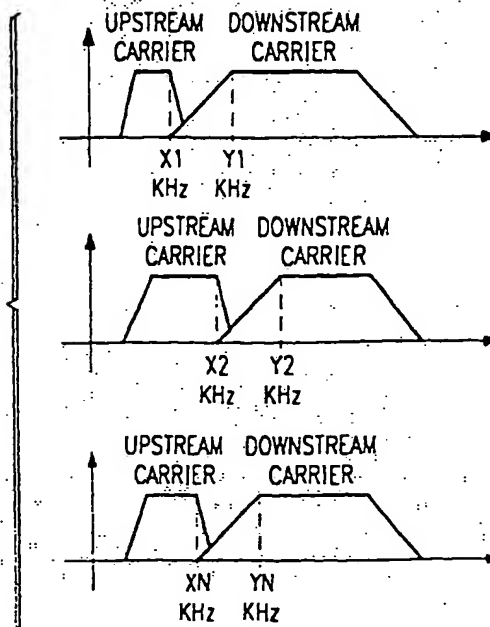 UPSTREAM DOWNSTREAM
CARRIER CARRIER
X1 Y1
KHz KHz
UPSTREAM DOWNSTREAM
CARRIER CARRIER
X2 Y2
KHz KHz
UPSTREAM DOWNSTREAM
CARRIER CARRIER
XN YN
KHz KHz